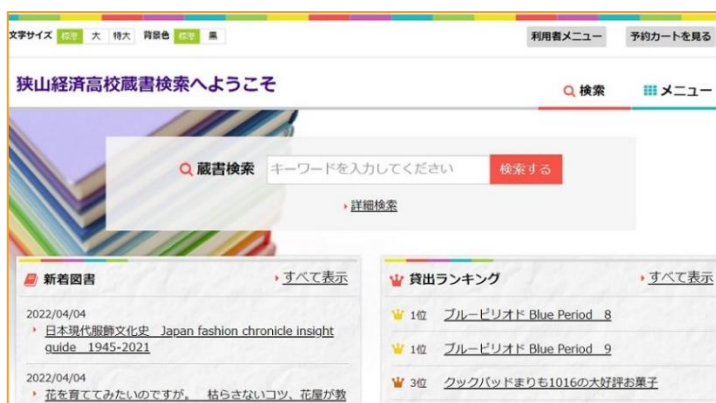 文字サイズ 標準 大 特大 背景色 標準 黒
利用者メニュー 予約カートを見る
狭山経済高校蔵書検索へようこそ
検索 メニュー
蔵書検索 キーワードを入力してください 検索する
詳細検索
新着図書 すべて表示
2022/04/04
日本現代服飾文化史 Japan fashion chronicle insight
guide 1945-2021
2022/04/04
花を育ててみたいのですが。 枯らさないコツ、花屋が教
貸出ランキング すべて表示
1位 ブルーピリオド Blue Period 8
1位 ブルーピリオド Blue Period 9
3位 クックパッドまりも1016の大好評お菓子